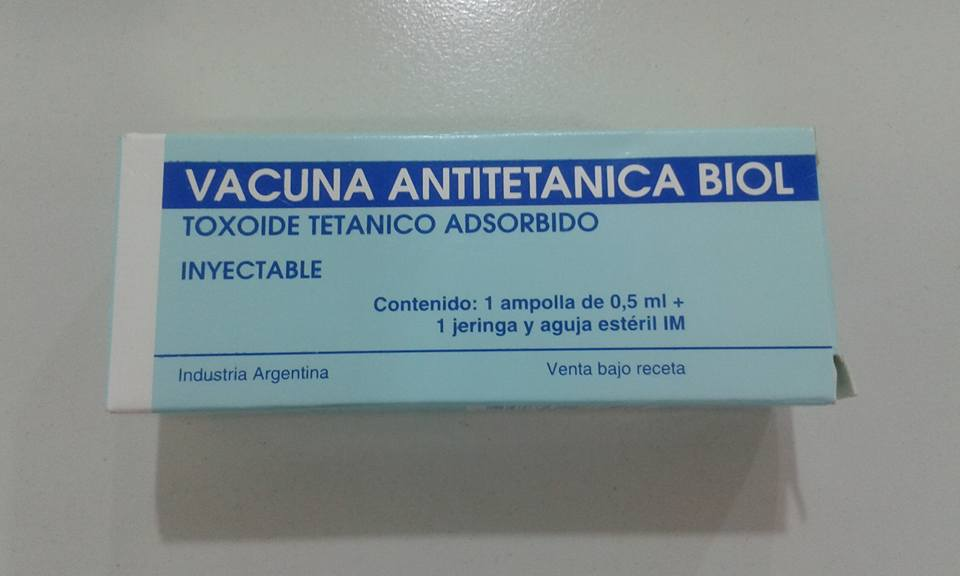 VACUNA ANTITETANICA BIOL
TOXOIDE TETANICO ADSORBIDO
INYECTABLE
Contenido: 1 ampolla de 0,5 ml +
1 jeringa y aguja estéril IM
Industria Argentina
Venta bajo receta